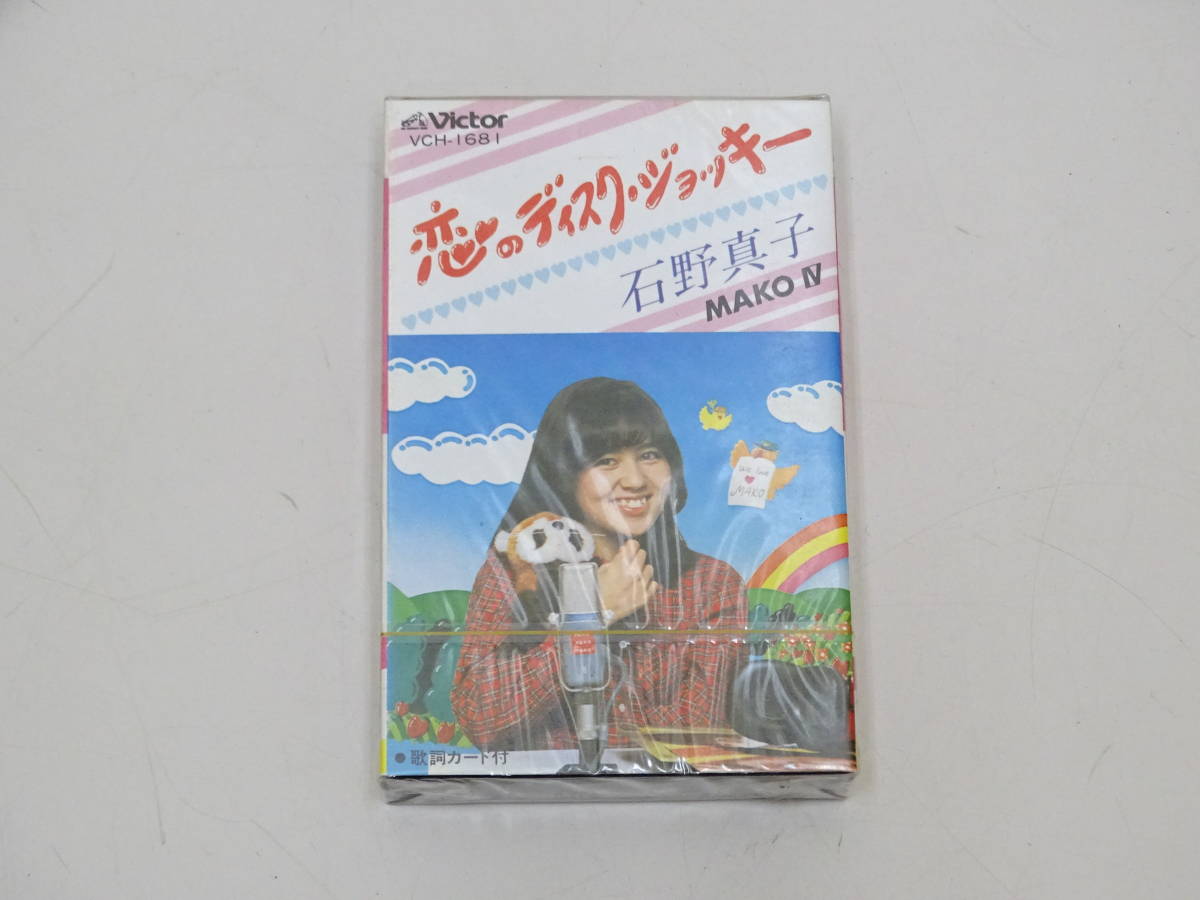 Victor
VCH-1681
恋のディスク・ジョッキー
石野真子
MAKO IV
We love
MAKO
●歌詞カード付